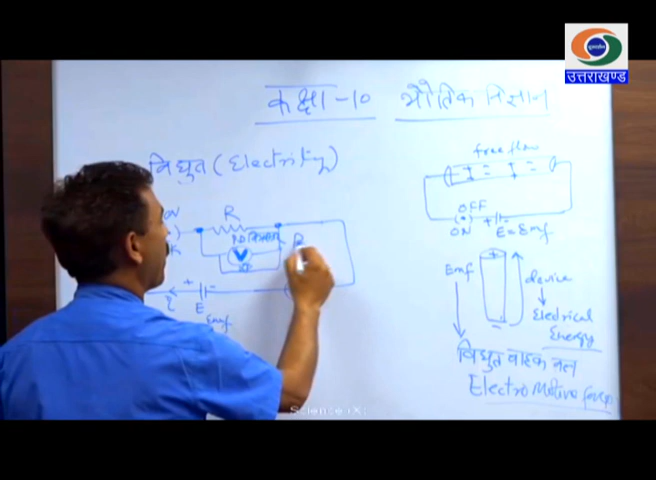 उत्तराखण्ड
कक्षा -10 भौतिक विज्ञान
विद्युत (Electricity)
free flow
OFF
ON E=Emf
R
R
V
+ -
E
Emf
Emf
device
Electrical
Energy
विद्युत वाहक बल
Electro Motive force
Science IX: